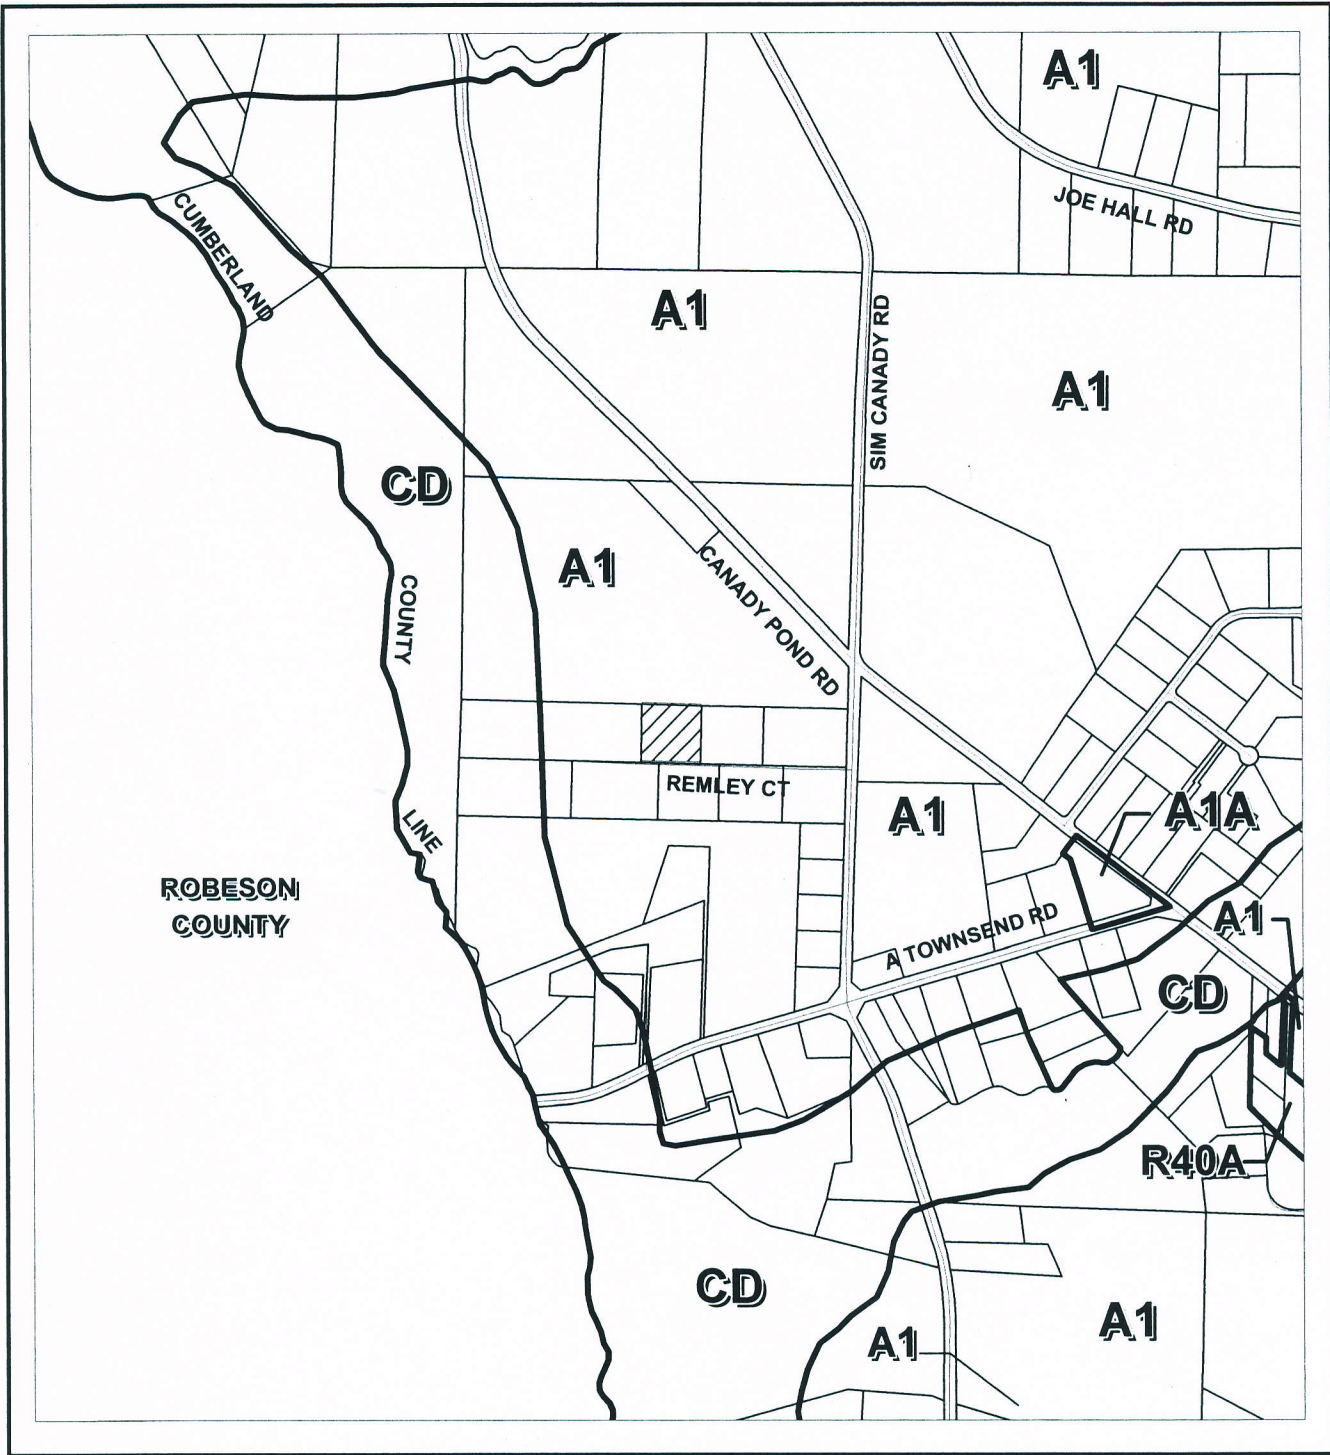 A1
JOE HALL RD
CUMBERLAND
A1
SIM CANADY RD
A1
CD
A1
CANADY POND RD
COUNTY
REMLEY CT
A1
A1A
LINE
ROBESON
COUNTY
A TOWNSEND RD
A1
CD
R40A
CD
A1
A1